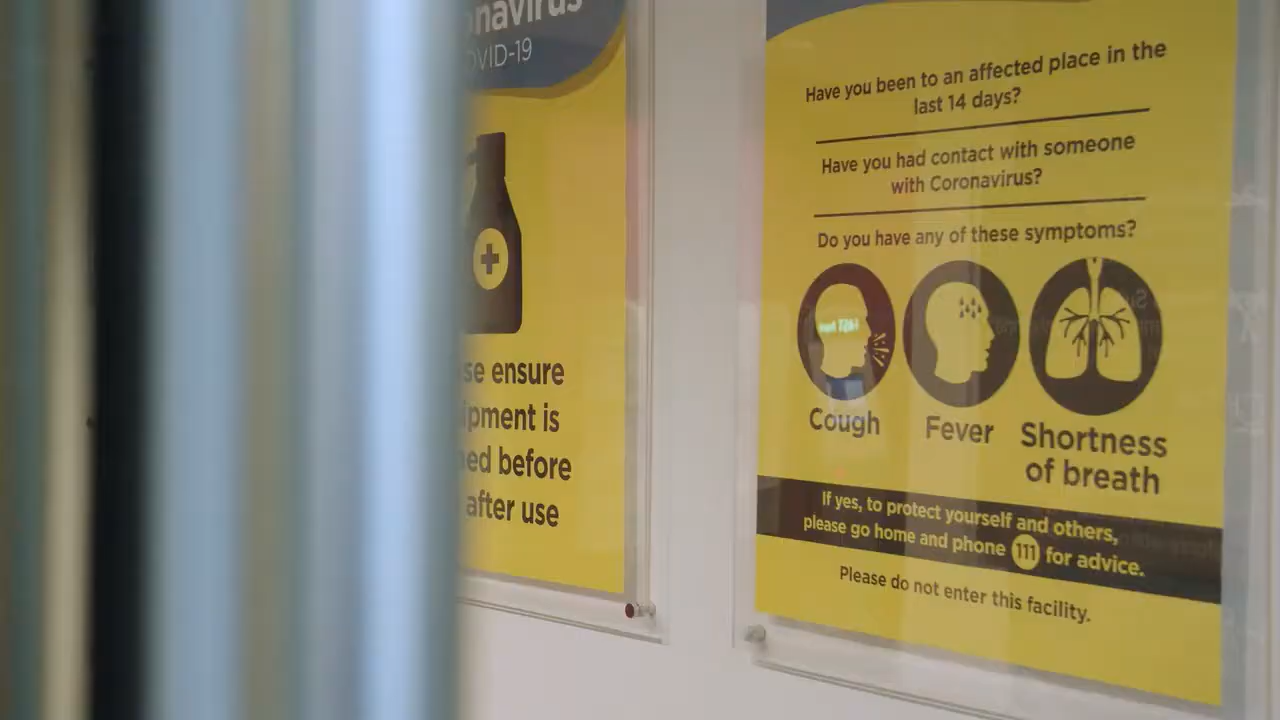 navirus
OVID-19
se ensure
ipment is
ned before
after use
Have you been to an affected place in the
last 14 days?
Have you had contact with someone
with Coronavirus?
Do you have any of these symptoms?
Cough
Fever
Shortness
of breath
If yes, to protect yourself and others,
please go home and phone 111 for advice.
Please do not enter this facility.